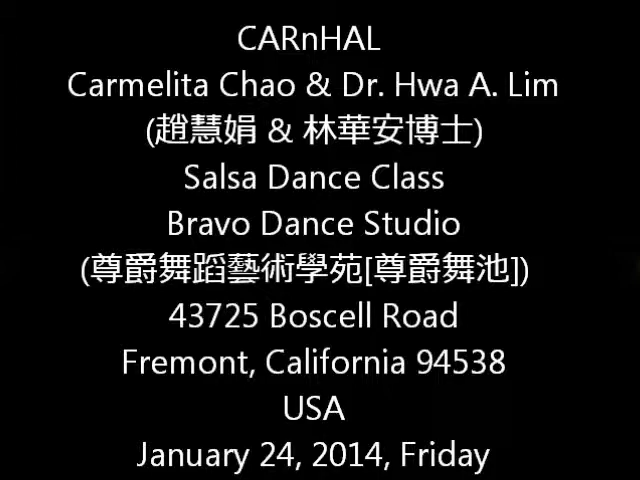 CARnHAL
Carmelita Chao & Dr. Hwa A. Lim
(趙慧娟 & 林華安博士)
Salsa Dance Class
Bravo Dance Studio
(尊爵舞蹈藝術學苑[尊爵舞池])
43725 Boscell Road
Fremont, California 94538
USA
January 24, 2014, Friday